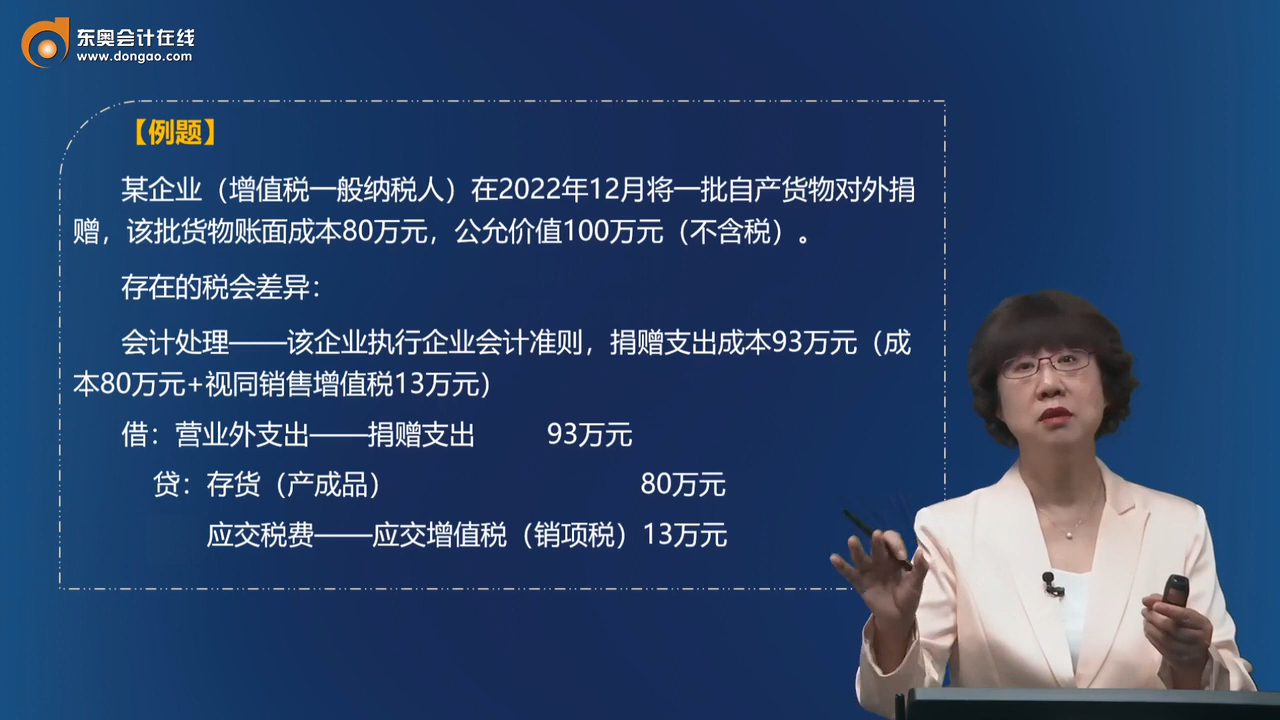 东奥会计在线
www.dongao.com
【例题】
某企业（增值税一般纳税人）在2022年12月将一批自产货物对外捐
赠，该批货物账面成本80万元，公允价值100万元（不含税）。
存在的税会差异：
会计处理——该企业执行企业会计准则，捐赠支出成本93万元（成
本80万元+视同销售增值税13万元）
借：营业外支出——捐赠支出 93万元
贷：存货（产成品） 80万元
应交税费——应交增值税（销项税）13万元